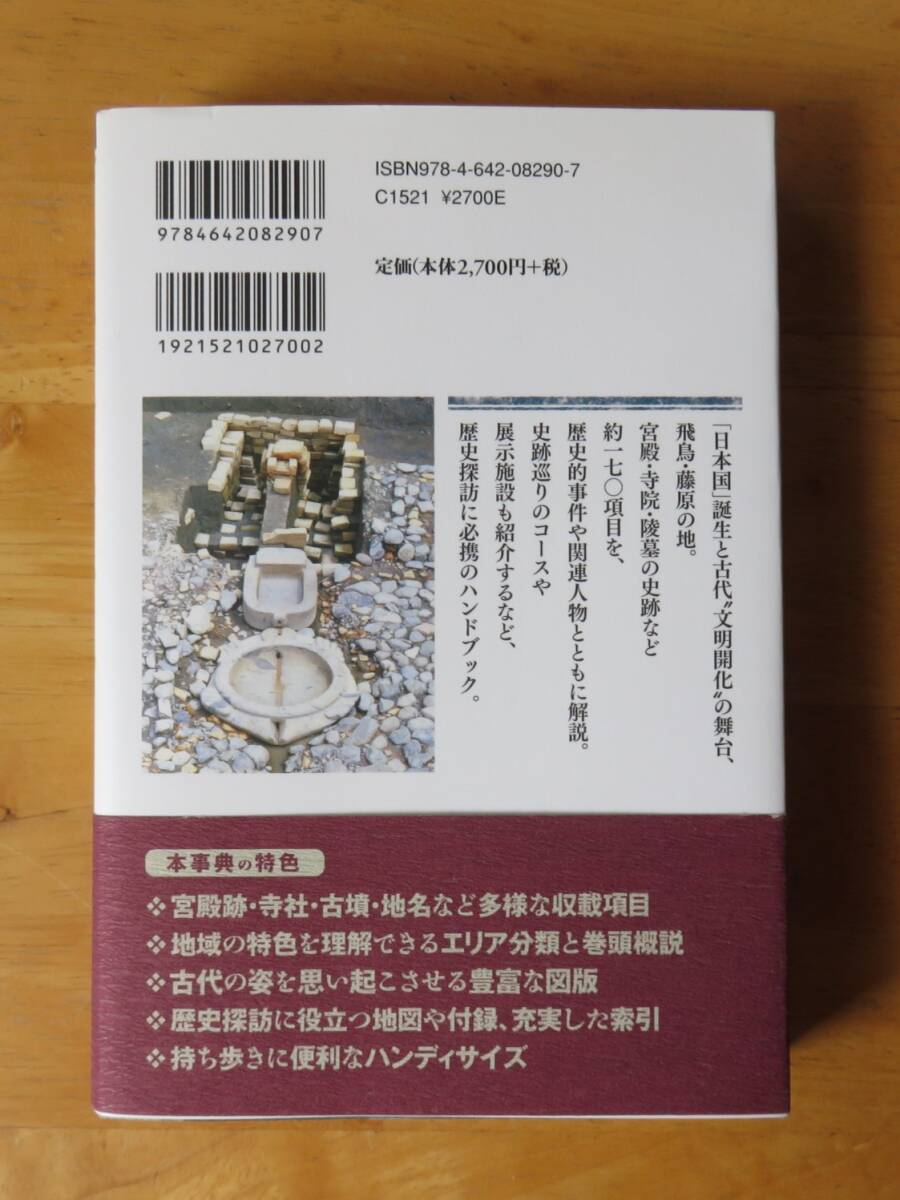 ISBN978-4-642-08290-7
C1521 ¥2700E
9784642082907
定価(本体2,700円+税)
1921521027002
「日本国」誕生と古代〝文明開化〟の舞台、
飛鳥・藤原の地。
宮殿・寺院・陵墓の史跡など
約一七〇項目を、
歴史的事件や関連人物とともに解説。
史跡巡りのコースや
展示施設も紹介するなど、
歴史探訪に必携のハンドブック。
本事典の特色
❖宮殿跡・寺社・古墳・地名など多様な収載項目
❖地域の特色を理解できるエリア分類と巻頭概説
❖古代の姿を思い起こさせる豊富な図版
❖歴史探訪に役立つ地図や付録、充実した索引
❖持ち歩きに便利なハンディサイズ